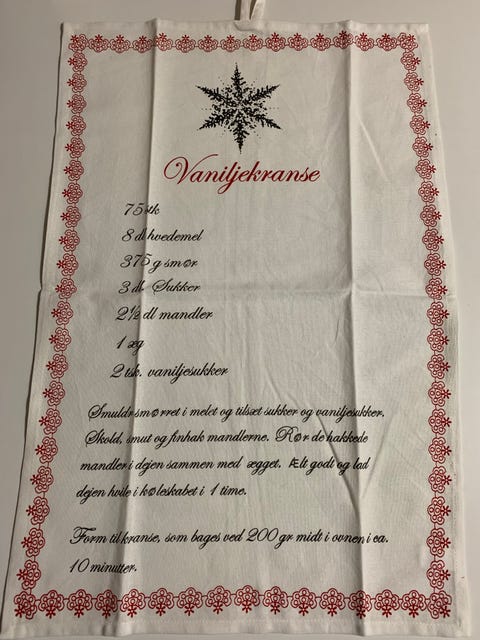 Vaniljekranse
75 stk
8 dl hvedemel
375 g smør
3 dl. Sukker
2½ dl mandler
1 æg
2 tsk. vaniljesukker
Smuldr smørret i melet og tilsæt sukker og vaniljesukker.
Skold, smut og finhak mandlerne. Rør de hakkede
mandler i dejen sammen med ægget. Ælt godt og lad
dejen hvile i køleskabet i 1 time.
Form til kranse, som bages ved 200 gr midt i ovnen i ca.
10 minutter.